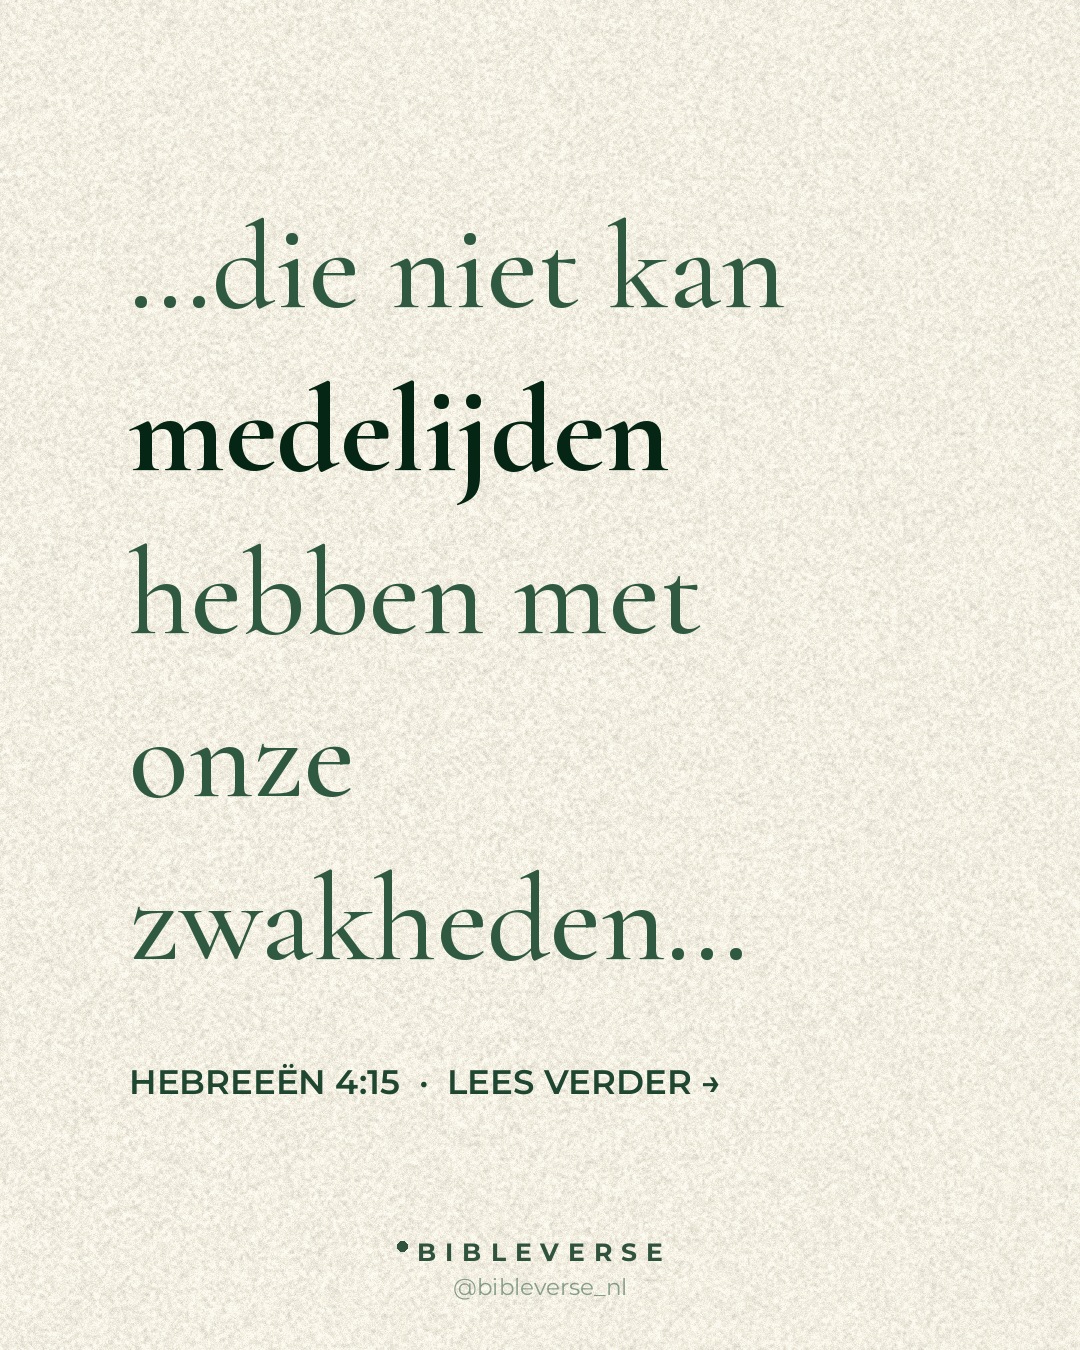 ...die niet kan
medelijden
hebben met
onze
zwakheden...
HEBREEËN 4:15 · LEES VERDER →
BIBLEVERSE
@bibleverse_nl